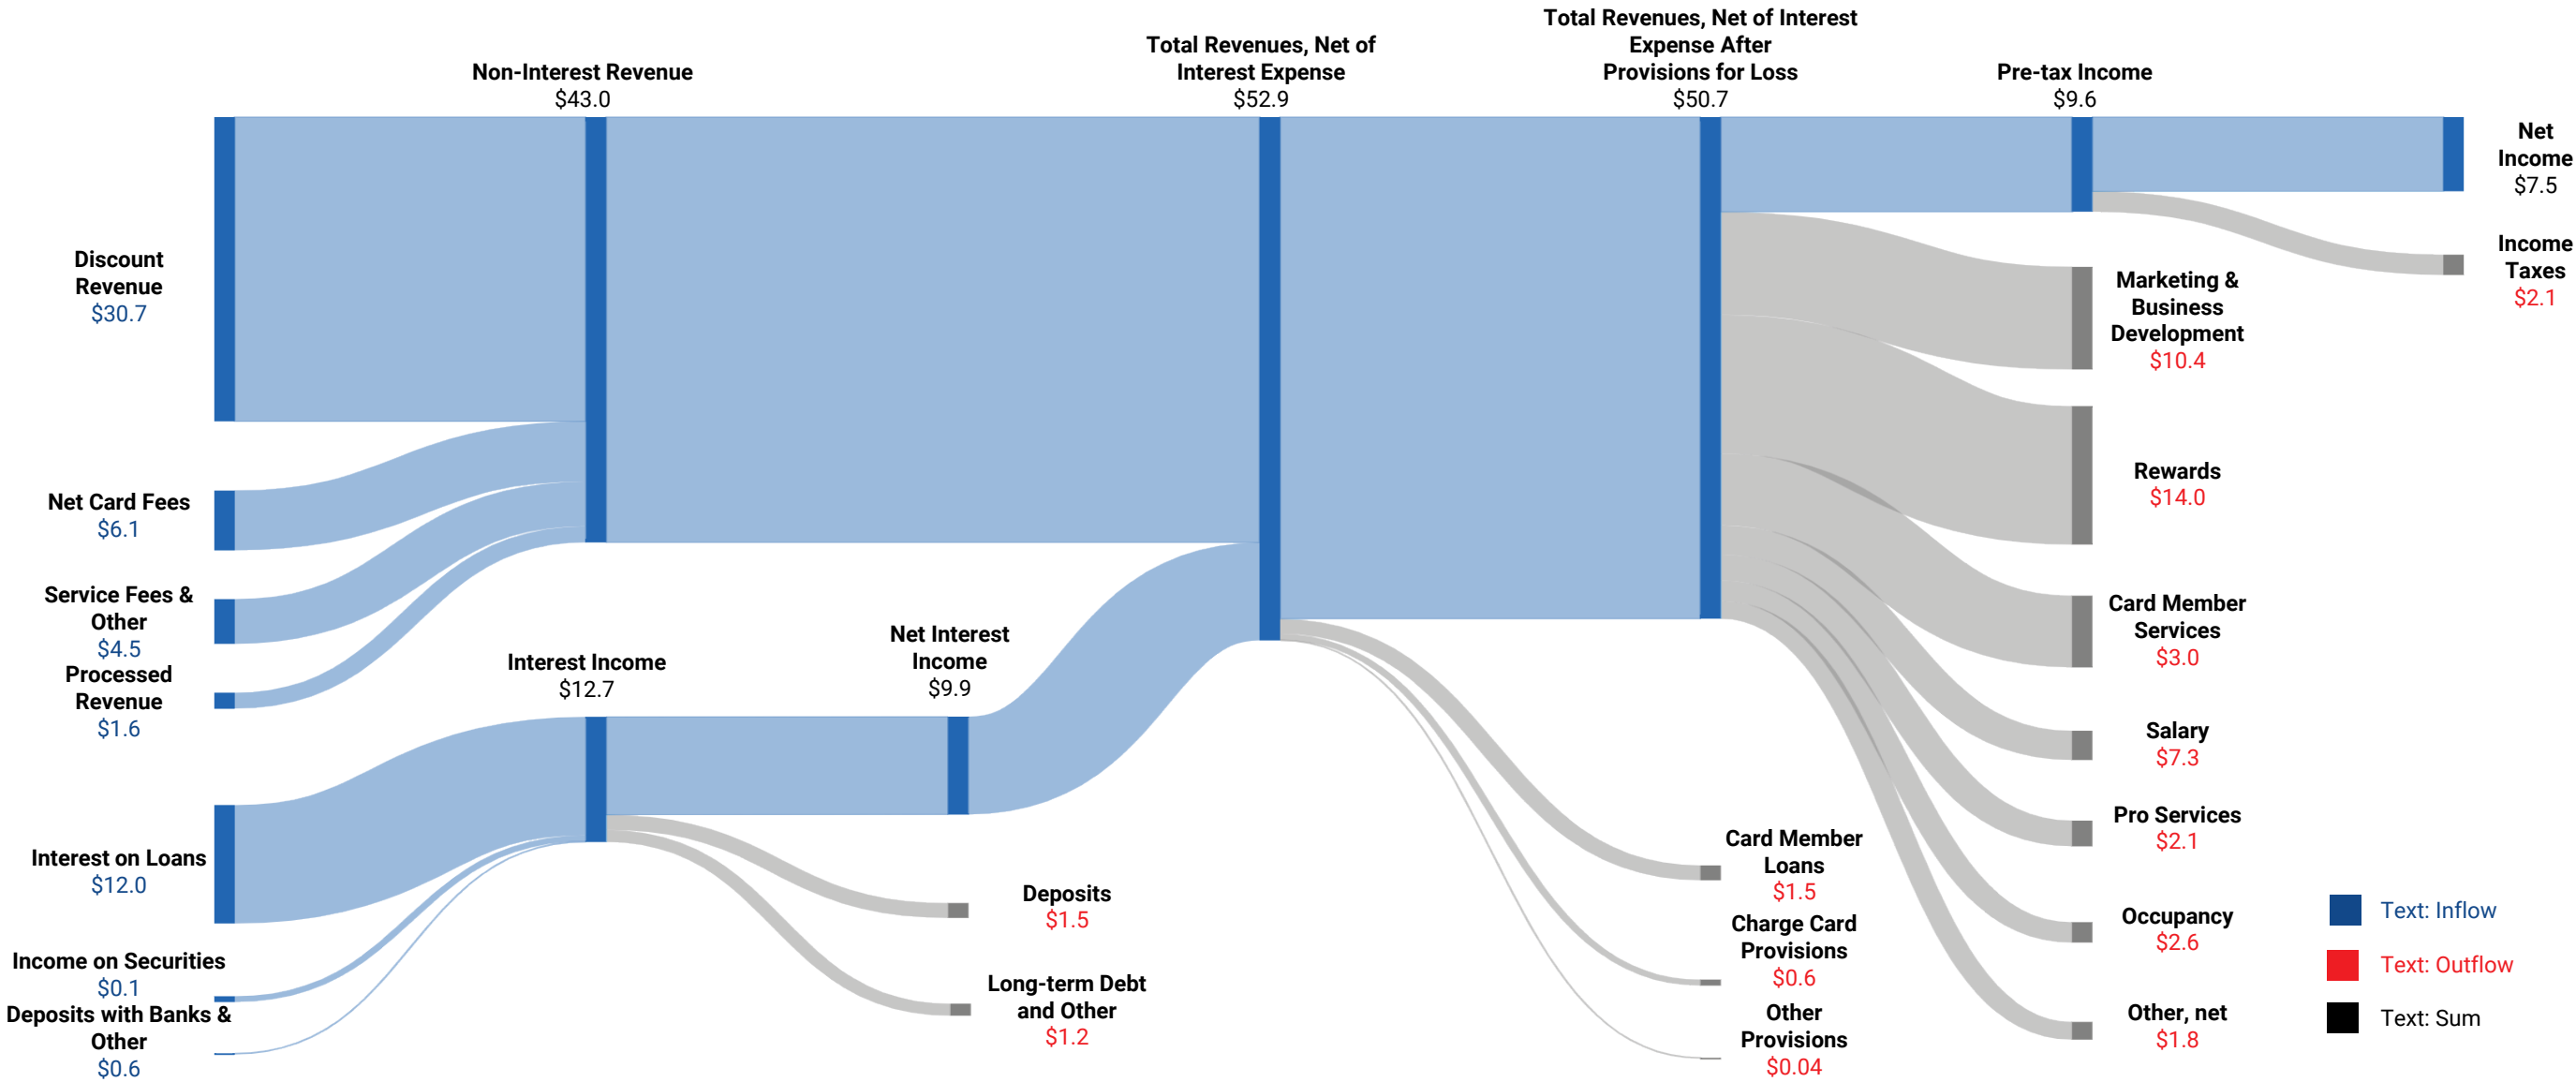 Total Revenues, Net of Interest
Expense After
Provisions for Loss
$50.7
Total Revenues, Net of
Interest Expense
$52.9
Non-Interest Revenue
$43.0
Pre-tax Income
$9.6
Net
Income
$7.5
Income
Taxes
$2.1
Discount
Revenue
$30.7
Net Card Fees
$6.1
Service Fees &
Other
$4.5
Processed
Revenue
$1.6
Interest Income
$12.7
Net Interest
Income
$9.9
Interest on Loans
$12.0
Income on Securities
$0.1
Deposits with Banks &
Other
$0.6
Deposits
$1.5
Long-term Debt
and Other
$1.2
Card Member
Loans
$1.5
Charge Card
Provisions
$0.6
Other
Provisions
$0.04
Marketing &
Business
Development
$10.4
Rewards
$14.0
Card Member
Services
$3.0
Salary
$7.3
Pro Services
$2.1
Occupancy
$2.6
Other, net
$1.8
Text: Inflow
Text: Outflow
Text: Sum